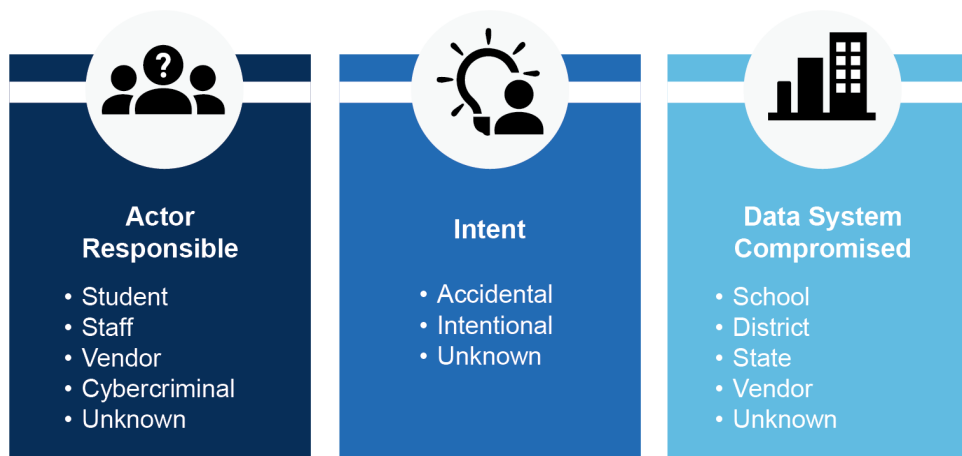 ?
Actor
Responsible
• Student
• Staff
• Vendor
• Cybercriminal
• Unknown
Intent
• Accidental
• Intentional
• Unknown
Data System
Compromised
• School
• District
• State
• Vendor
• Unknown